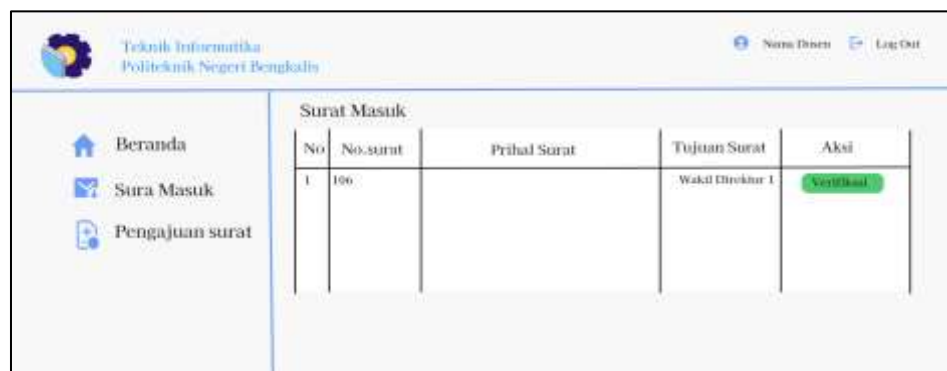 Teknik Informatika
Politeknik Negeri Bengkalis
Nama Dosen
Log Out
Beranda
Sura Masuk
Pengajuan surat
Surat Masuk
No No.surat Prihal Surat Tujuan Surat Aksi
1 106 Wakil Direktur 1 Verifikasi